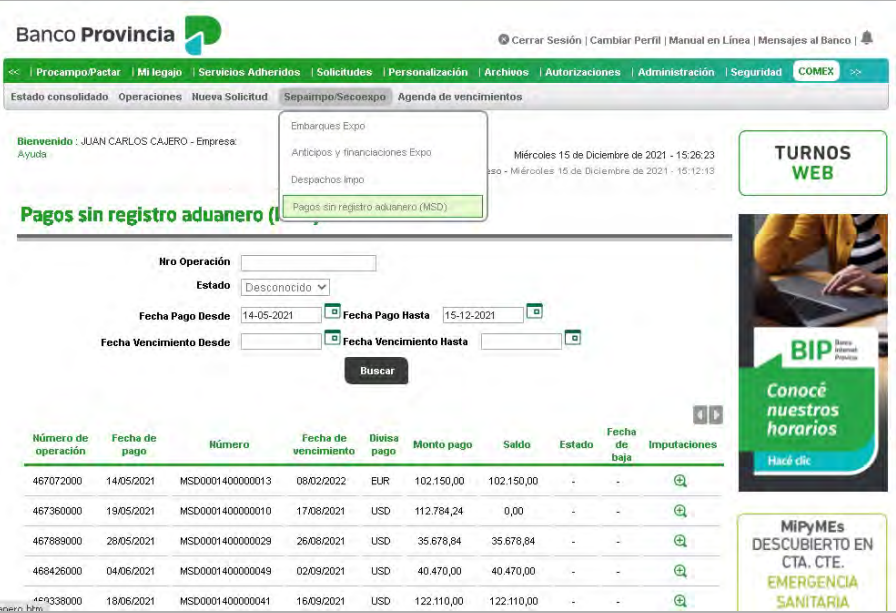 Banco Provincia
Cerrar Sesión | Cambiar Perfil | Manual en Línea | Mensajes al Banco |
<< | Procampo/Pactar | Mi legajo | Servicios Adheridos | Solicitudes | Personalización | Archivos | Autorizaciones | Administración | Seguridad COMEX >>
Estado consolidado Operaciones Nueva Solicitud Sepaimpo/Secoexpo Agenda de vencimientos
Embarques Expo
Anticipos y financiaciones Expo
Despachos impo
Pagos sin registro aduanero (MSD)
Bienvenido : JUAN CARLOS CAJERO - Empresa:
Ayuda
Miércoles 15 de Diciembre de 2021 - 15:26:23
- Miércoles 15 de Diciembre de 2021 - 15:12:13
Pagos sin registro aduanero (
Nro Operación
Estado Desconocido
Fecha Pago Desde 14-05-2021 Fecha Pago Hasta 15-12-2021
Fecha Vencimiento Desde Fecha Vencimiento Hasta
Buscar
Número de operación Fecha de pago Número Fecha de vencimiento Divisa pago Monto pago Saldo Estado Fecha de baja Imputaciones
467072000 14/05/2021 MSD0001400000013 08/02/2022 EUR 102.150,00 102.150,00 - -
467360000 19/05/2021 MSD0001400000010 17/08/2021 USD 112.784,24 0,00 - -
467889000 28/05/2021 MSD0001400000029 26/08/2021 USD 35.678,84 35.678,84 - -
468426000 04/06/2021 MSD0001400000049 02/09/2021 USD 40.470,00 40.470,00 - -
18/06/2021 MSD0001400000041 16/09/2021 USD 122.110,00 122.110,00 - -
TURNOS
WEB
BIP Banca Internet Provincia
Conocé
nuestros
horarios
Hacé clic
MiPyMEs
DESCUBIERTO EN
CTA. CTE.
EMERGENCIA
SANITARIA